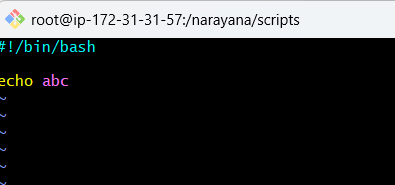 root@ip-172-31-31-57:/narayana/scripts
#!/bin/bash

echo abc
~
~
~
~
~
~